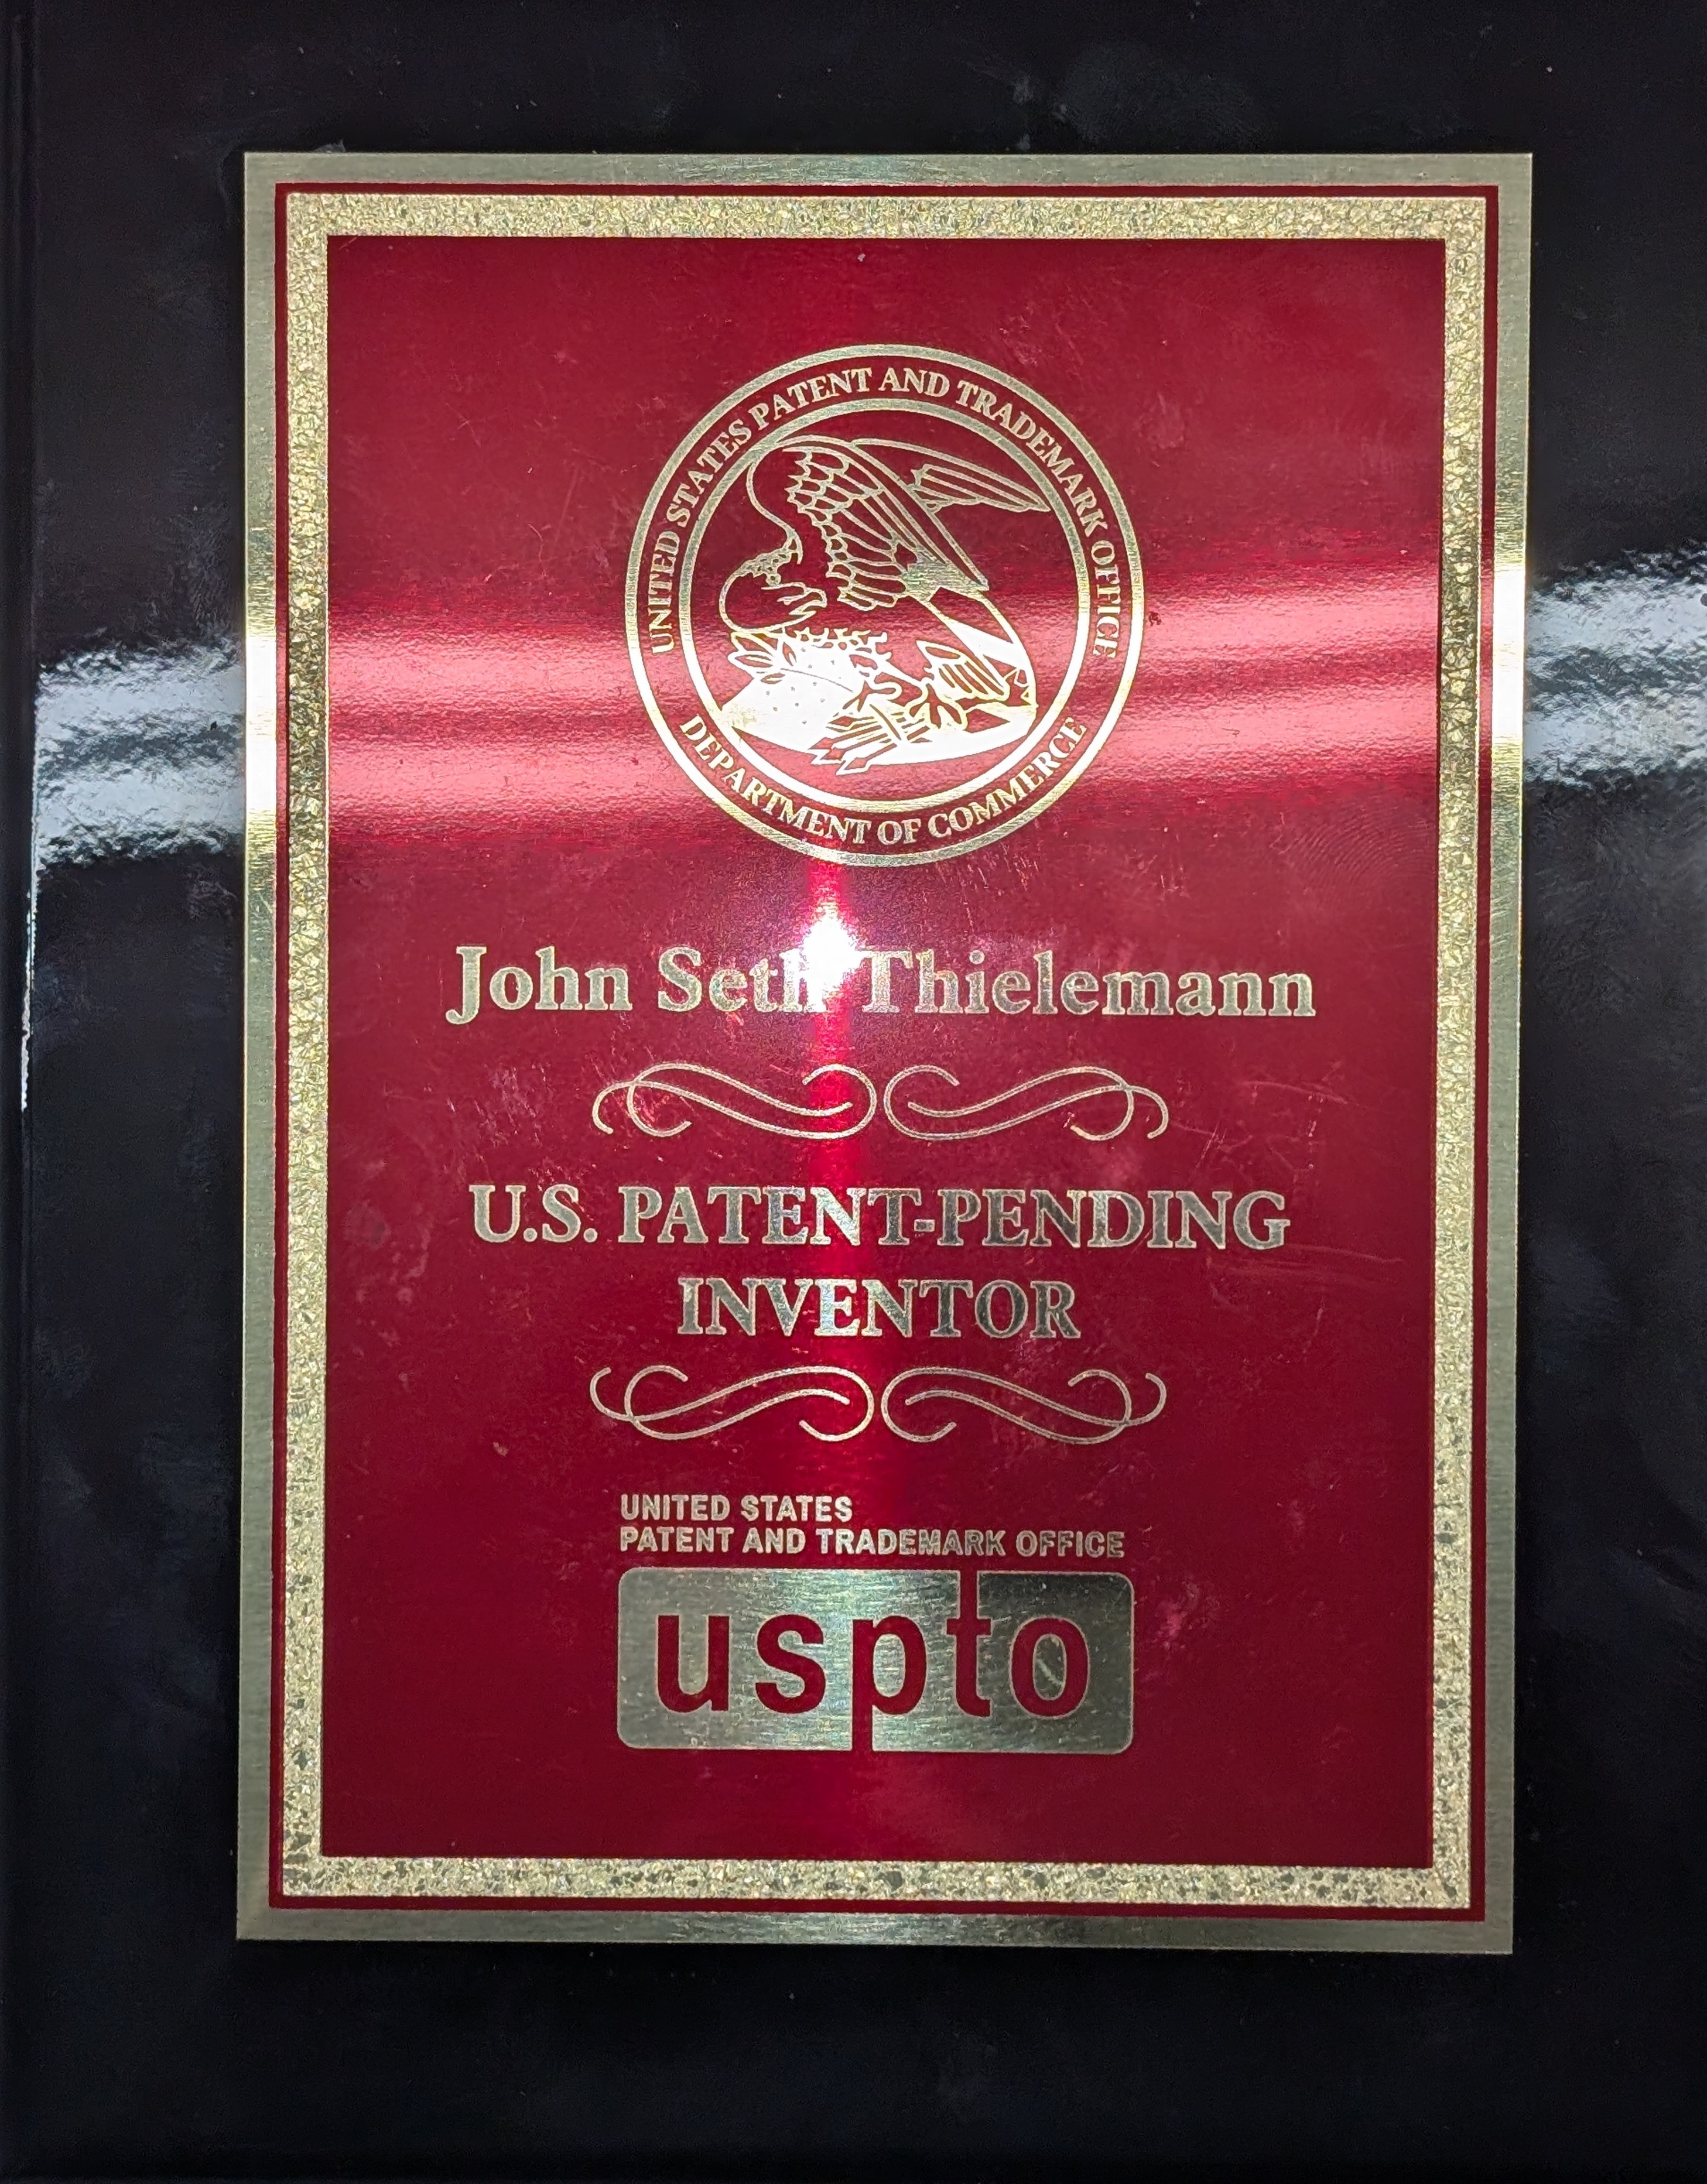 UNITED STATES PATENT AND TRADEMARK OFFICE
DEPARTMENT OF COMMERCE
John Seth Thielemann
U.S. PATENT-PENDING
INVENTOR
UNITED STATES
PATENT AND TRADEMARK OFFICE
uspto